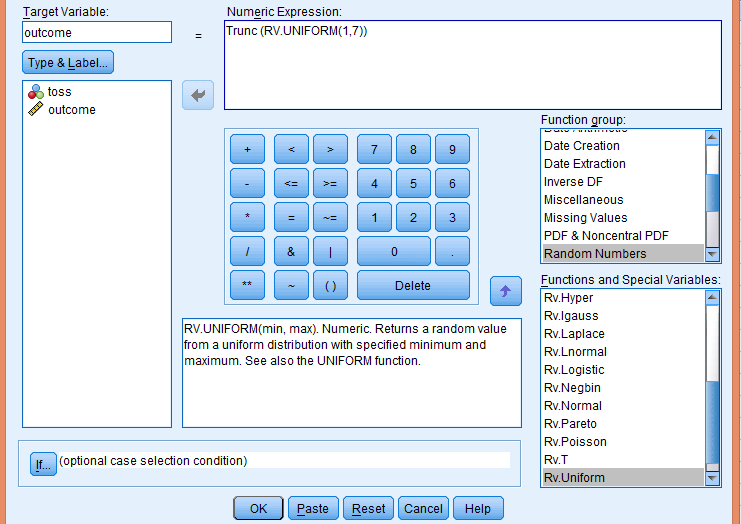 Target Variable:
outcome
=
Numeric Expression:
Trunc (RV.UNIFORM(1,7))
Type & Label...
toss
outcome
+ < > 7 8 9
- <= >= 4 5 6
* = ~= 1 2 3
/ & | 0 .
** ~ ( ) Delete
Function group:
Date Arithmetic
Date Creation
Date Extraction
Inverse DF
Miscellaneous
Missing Values
PDF & Noncentral PDF
Random Numbers
Functions and Special Variables:
Rv.Hyper
Rv.Igauss
Rv.Laplace
Rv.Lnormal
Rv.Logistic
Rv.Negbin
Rv.Normal
Rv.Pareto
Rv.Poisson
Rv.T
Rv.Uniform
RV.UNIFORM(min, max). Numeric. Returns a random value
from a uniform distribution with specified minimum and
maximum. See also the UNIFORM function.
If... (optional case selection condition)
OK Paste Reset Cancel Help